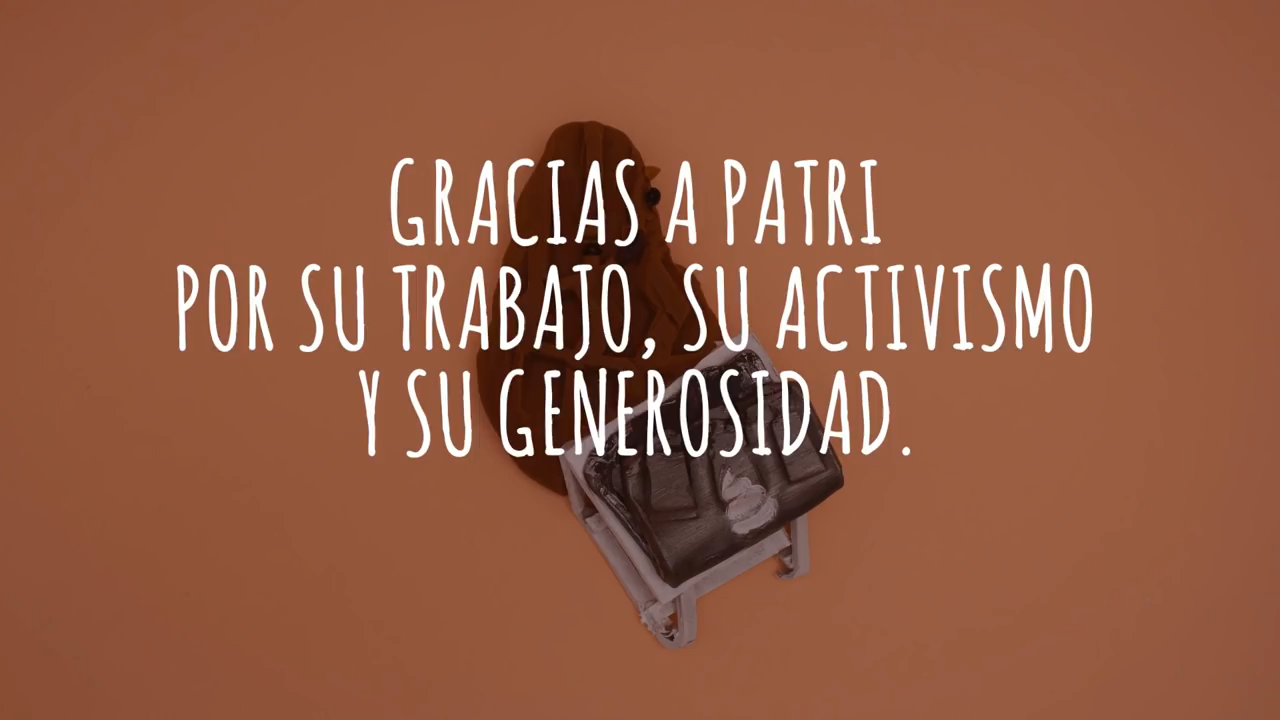 GRACIAS A PATRI
POR SU TRABAJO, SU ACTIVISMO
Y SU GENEROSIDAD.